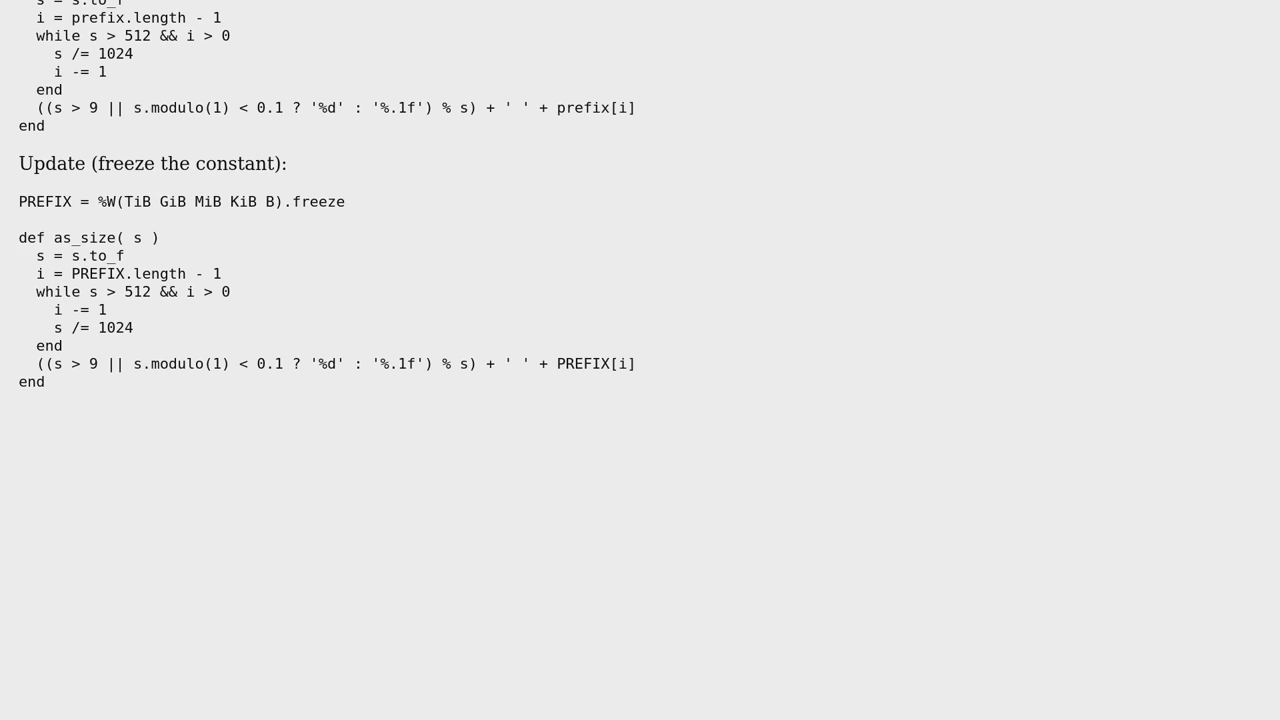 s = s.to_f
i = prefix.length - 1
while s > 512 && i > 0
s /= 1024
i -= 1
end
((s > 9 || s.modulo(1) < 0.1 ? '%d' : '%.1f') % s) + ' ' + prefix[i]
end
Update (freeze the constant):
PREFIX = %W(TiB GiB MiB KiB B).freeze
def as_size( s )
s = s.to_f
i = PREFIX.length - 1
while s > 512 && i > 0
i -= 1
s /= 1024
end
((s > 9 || s.modulo(1) < 0.1 ? '%d' : '%.1f') % s) + ' ' + PREFIX[i]
end